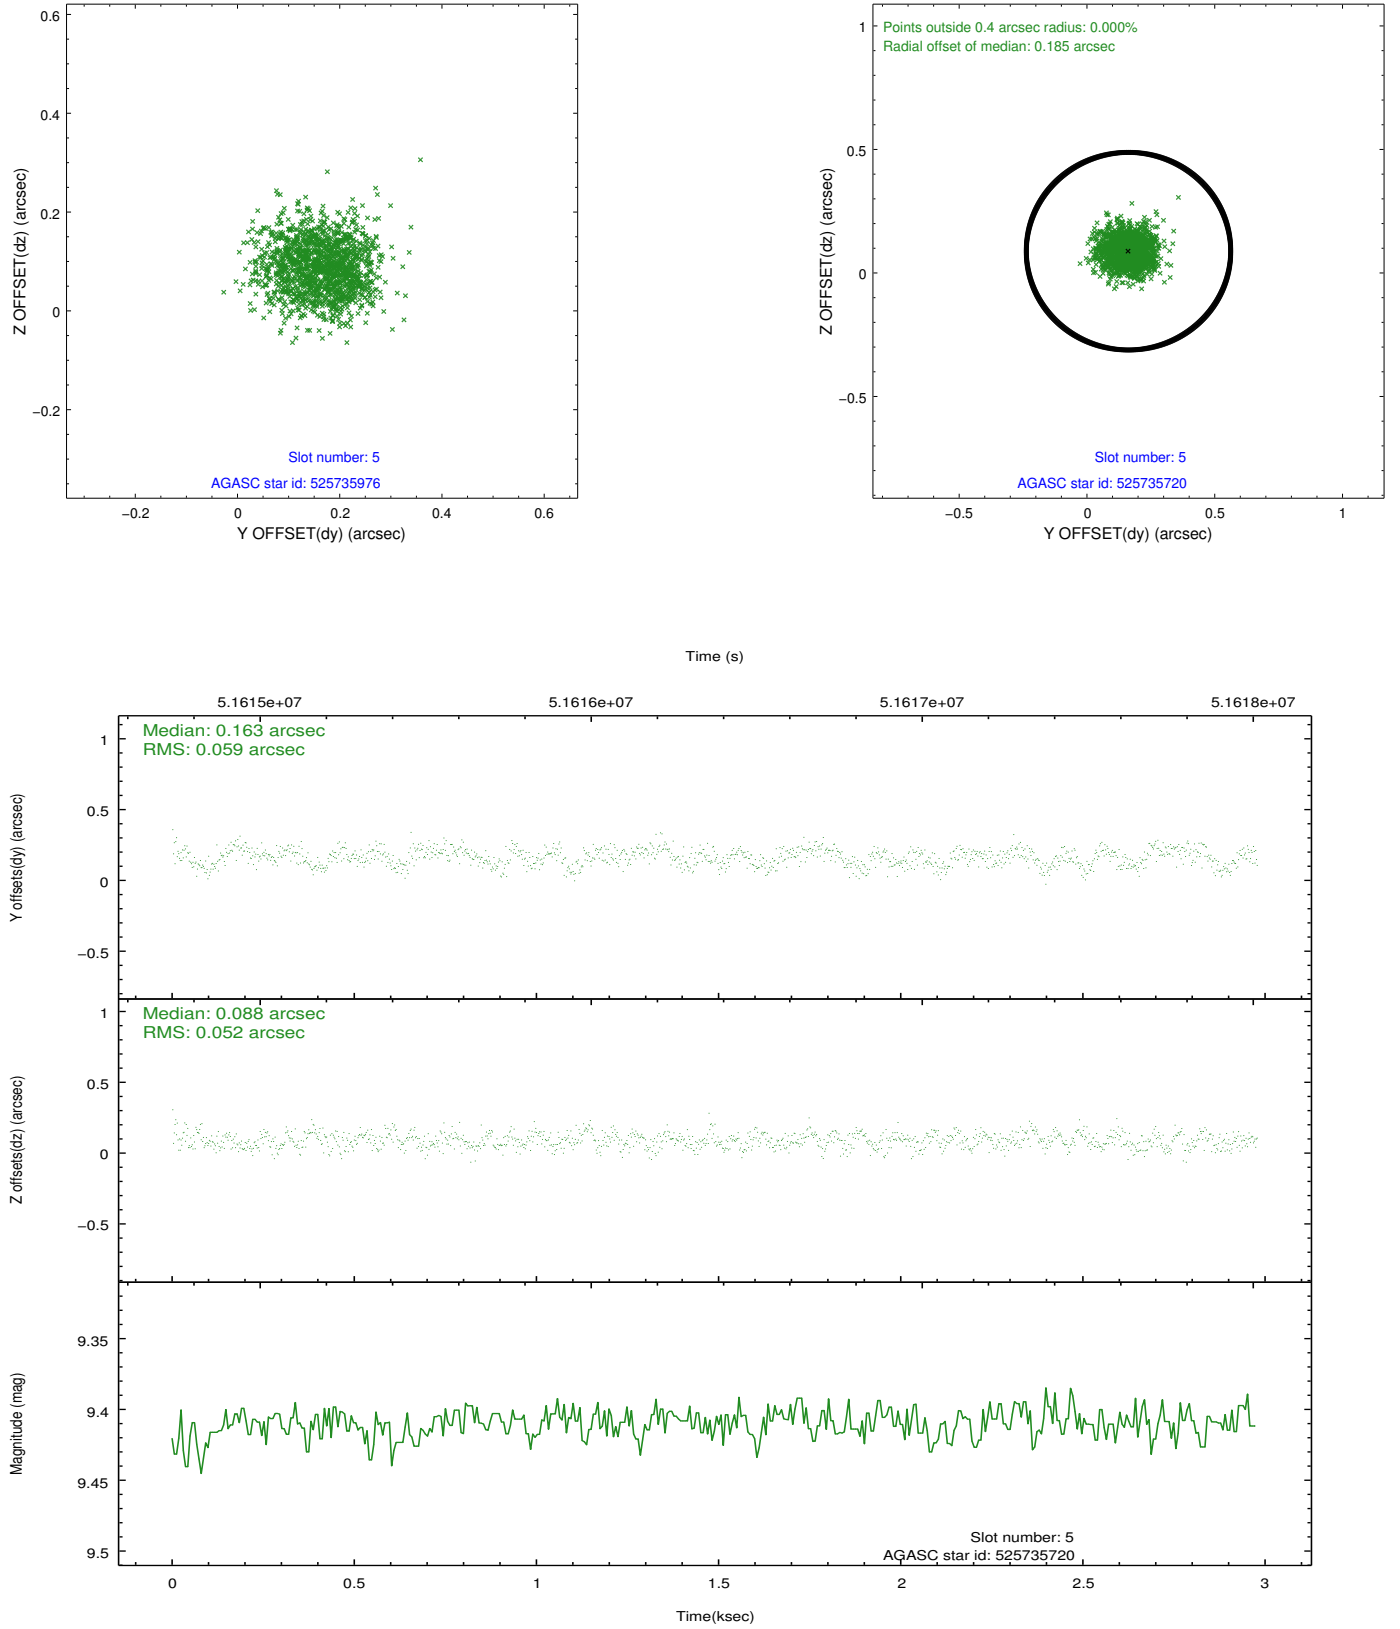 0.6
0.4
0.2
0
−0.2
Z OFFSET(dz) (arcsec)
Slot number: 5
AGASC star id: 525735976
−0.2
0
0.2
0.4
0.6
Y OFFSET(dy) (arcsec)
Points outside 0.4 arcsec radius: 0.000%
Radial offset of median: 0.185 arcsec
1
0.5
0
−0.5
Z OFFSET(dz) (arcsec)
Slot number: 5
AGASC star id: 525735720
−0.5
0
0.5
1
Y OFFSET(dy) (arcsec)
Time (s)
5.1615e+07
5.1616e+07
5.1617e+07
5.1618e+07
Median: 0.163 arcsec
RMS: 0.059 arcsec
1
0.5
0
−0.5
Y offsets(dy) (arcsec)
Median: 0.088 arcsec
RMS: 0.052 arcsec
1
0.5
0
−0.5
Z offsets(dz) (arcsec)
9.35
9.4
9.45
9.5
Magnitude (mag)
Slot number: 5
AGASC star id: 525735720
0
0.5
1
1.5
2
2.5
3
Time(ksec)